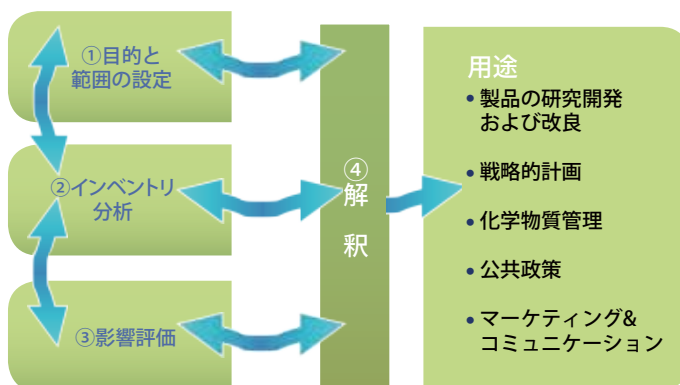 ①目的と
範囲の設定
②インベントリ
分析
③影響評価
④
解
釈
用途
• 製品の研究開発
および改良
• 戦略的計画
• 化学物質管理
• 公共政策
• マーケティング&
コミュニケーション